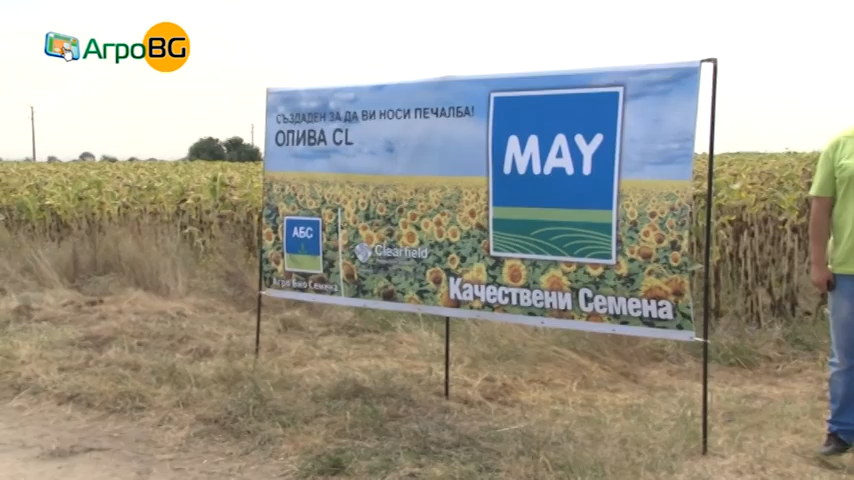 АгроBG
СЪЗДАДЕН ЗА ДА ВИ НОСИ ПЕЧАЛБА!
ОЛИВА CL
MAY
АБС
Clearfield
Агро Био Семена
Качествени Семена